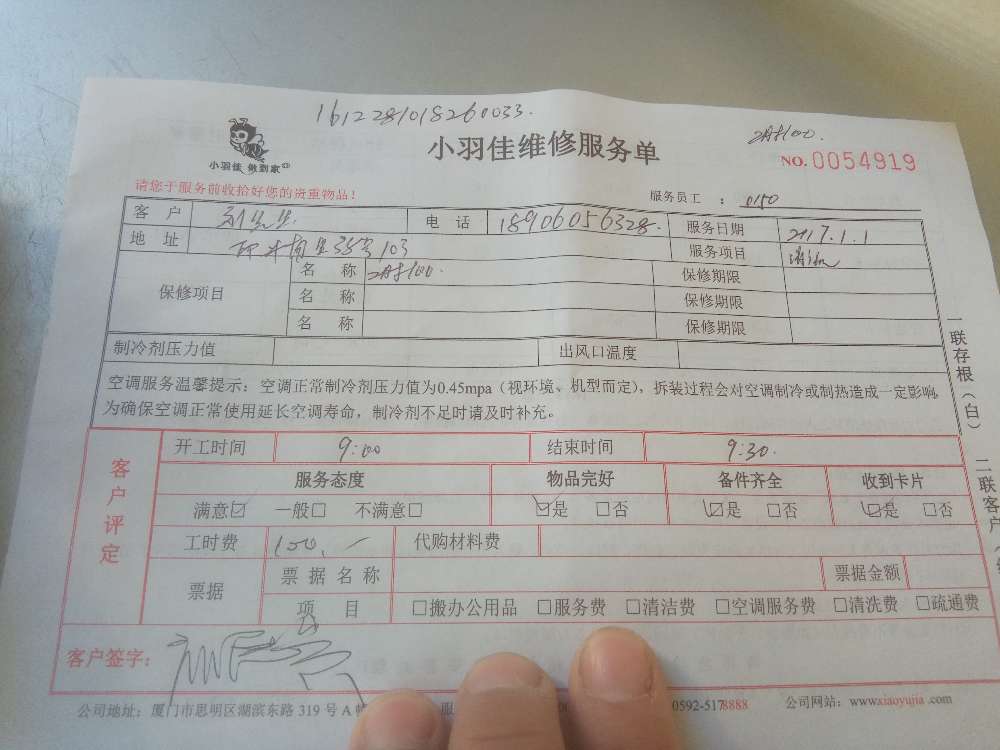 1612281018260033.
小羽佳 做到家
小羽佳维修服务单
NO.0054919
请您于服务前收拾好您的贵重物品！
服务员工 ： 0150
客 户 刘先生 电 话 18906056328 服务日期 2017.1.1
地 址 35号103 服务项目 清洗
保修项目 名 称 保修期限
名 称 保修期限
名 称 保修期限
制冷剂压力值 出风口温度
空调服务温馨提示：空调正常制冷剂压力值为0.45mpa（视环境、机型而定），拆装过程会对空调制冷或制热造成一定影响
为确保空调正常使用延长空调寿命，制冷剂不足时请及时补充。
一联存根（白） 二联客户
客户评定
开工时间 9:00 结束时间 9:30.
服务态度 物品完好 备件齐全 收到卡片
满意☑ 一般□ 不满意□ ☑是 □否 ☑是 □否 ☑是 □否
工时费 150.一 代购材料费
票据 票据名称 票据金额
项 目 □搬办公用品 □服务费 □清洁费 □空调服务费 □清洗费 □疏通费
客户签字：
公司地址：厦门市思明区湖滨东路 319 号 A 0592-5178888 公司网站：www.xiaoyujia.com